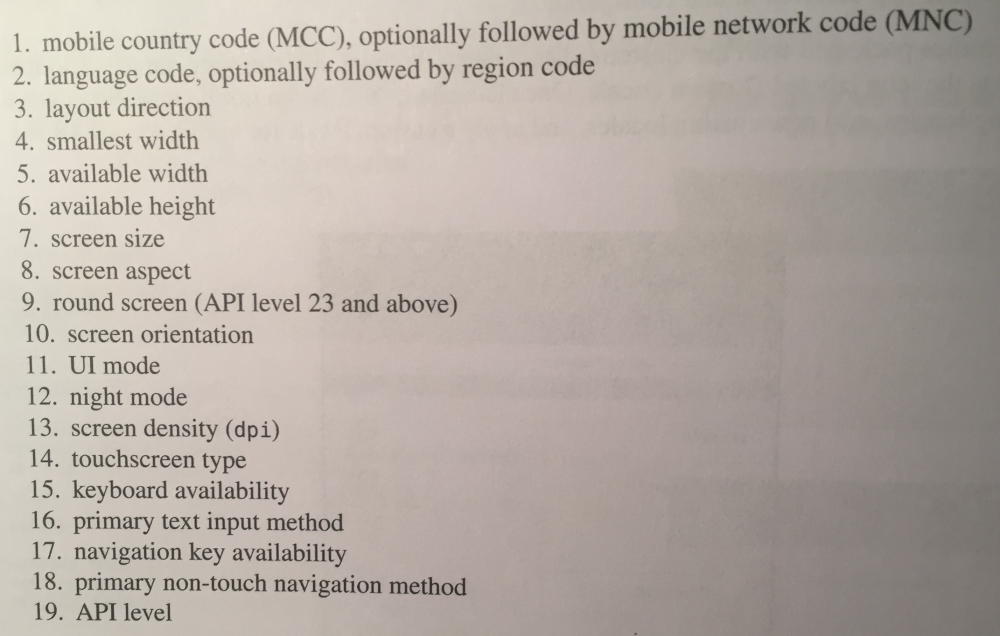 1. mobile country code (MCC), optionally followed by mobile network code (MNC)
2. language code, optionally followed by region code
3. layout direction
4. smallest width
5. available width
6. available height
7. screen size
8. screen aspect
9. round screen (API level 23 and above)
10. screen orientation
11. UI mode
12. night mode
13. screen density (dpi)
14. touchscreen type
15. keyboard availability
16. primary text input method
17. navigation key availability
18. primary non-touch navigation method
19. API level